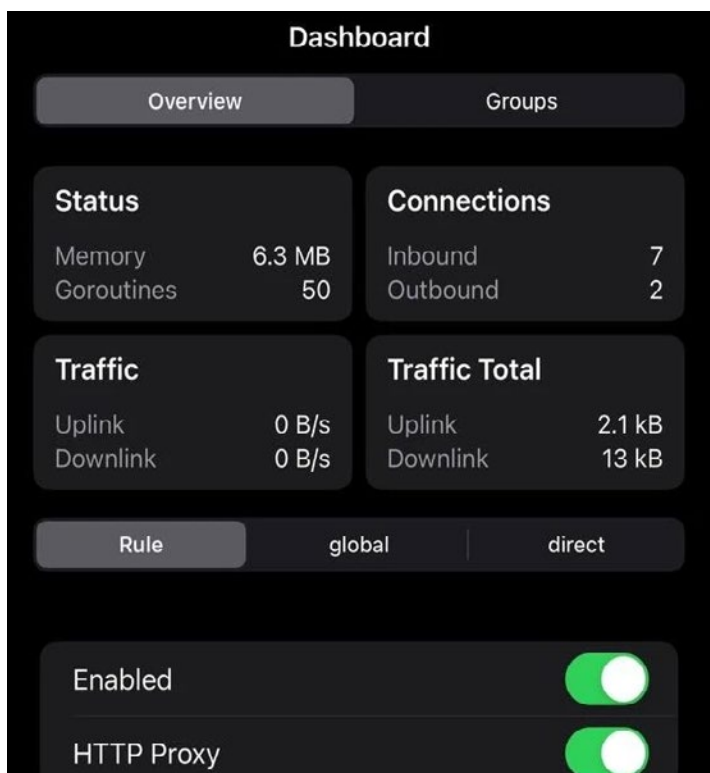 Dashboard
Overview Groups
Status
Memory 6.3 MB
Goroutines 50
Connections
Inbound 7
Outbound 2
Traffic
Uplink 0 B/s
Downlink 0 B/s
Traffic Total
Uplink 2.1 kB
Downlink 13 kB
Rule global direct
Enabled
HTTP Proxy